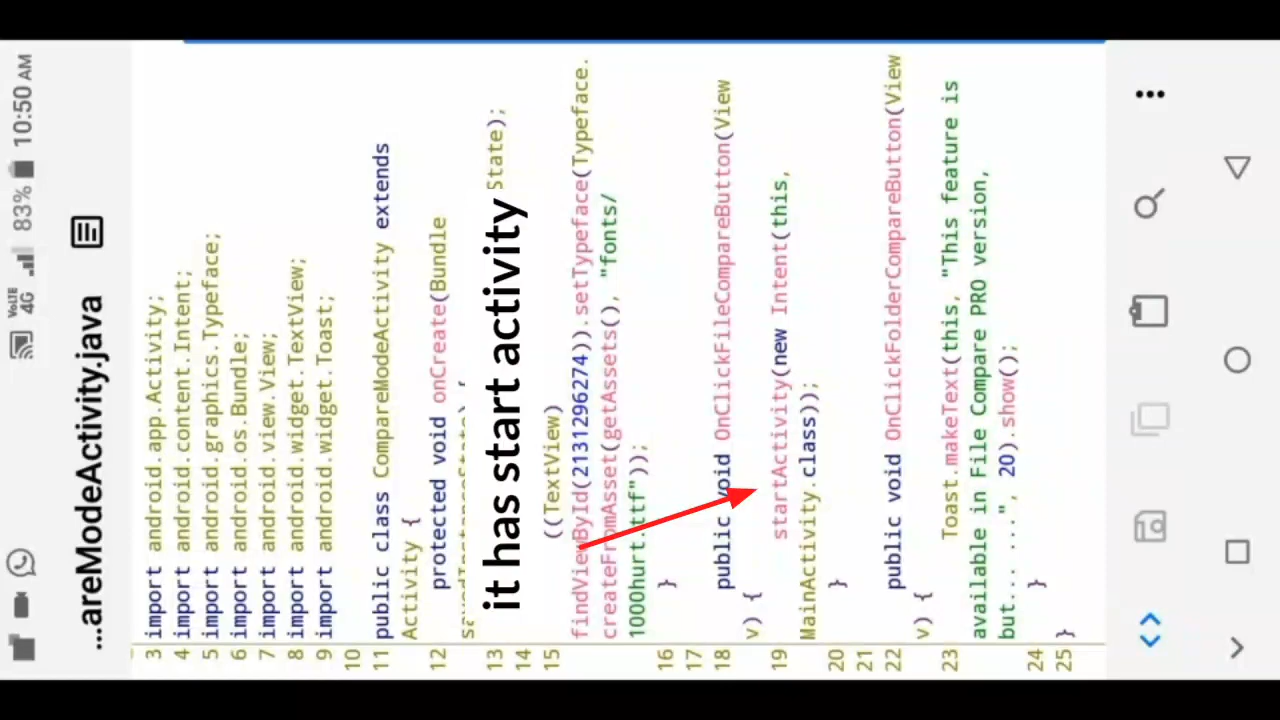 VoLTE
4G 83% 10:50 AM
...areModeActivity.java
3 import android.app.Activity;
4 import android.content.Intent;
5 import android.graphics.Typeface;
6 import android.os.Bundle;
7 import android.view.View;
8 import android.widget.TextView;
9 import android.widget.Toast;
10
11 public class CompareModeActivity extends
Activity {
12 protected void onCreate(Bundle
13 State);
it has start activity
14
15 ((TextView)
findViewById(2131296274)).setTypeface(Typeface.
createFromAsset(getAssets(), "fonts/
1000hurt.ttf"));
16 }
17
18 public void OnClickFileCompareButton(View
v) {
19 startActivity(new Intent(this,
MainActivity.class));
20 }
21
22 public void OnClickFolderCompareButton(View
v) {
23 Toast.makeText(this, "This feature is
available in File Compare PRO version,
but... ...", 20).show();
24 }
25 }